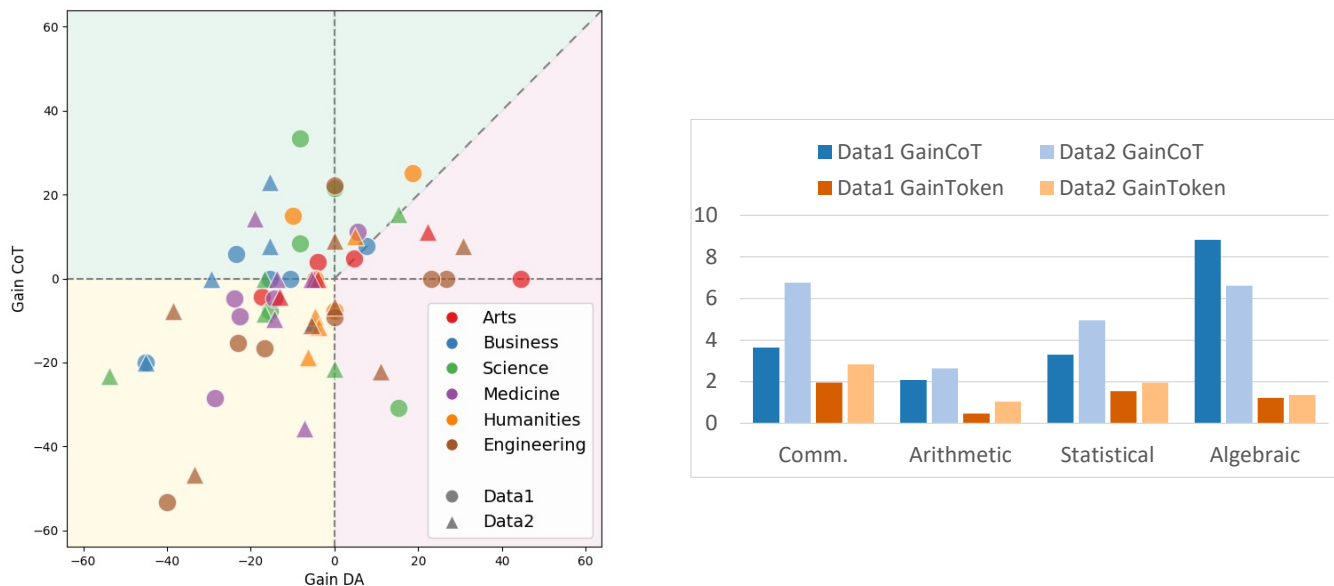 60
40
20
0
−20
−40
−60
Gain CoT
−60 −40 −20 0 20 40 60
Gain DA
Arts
Business
Science
Medicine
Humanities
Engineering
Data1
Data2
Data1 GainCoT Data2 GainCoT
Data1 GainToken Data2 GainToken
10
8
6
4
2
0
Comm. Arithmetic Statistical Algebraic